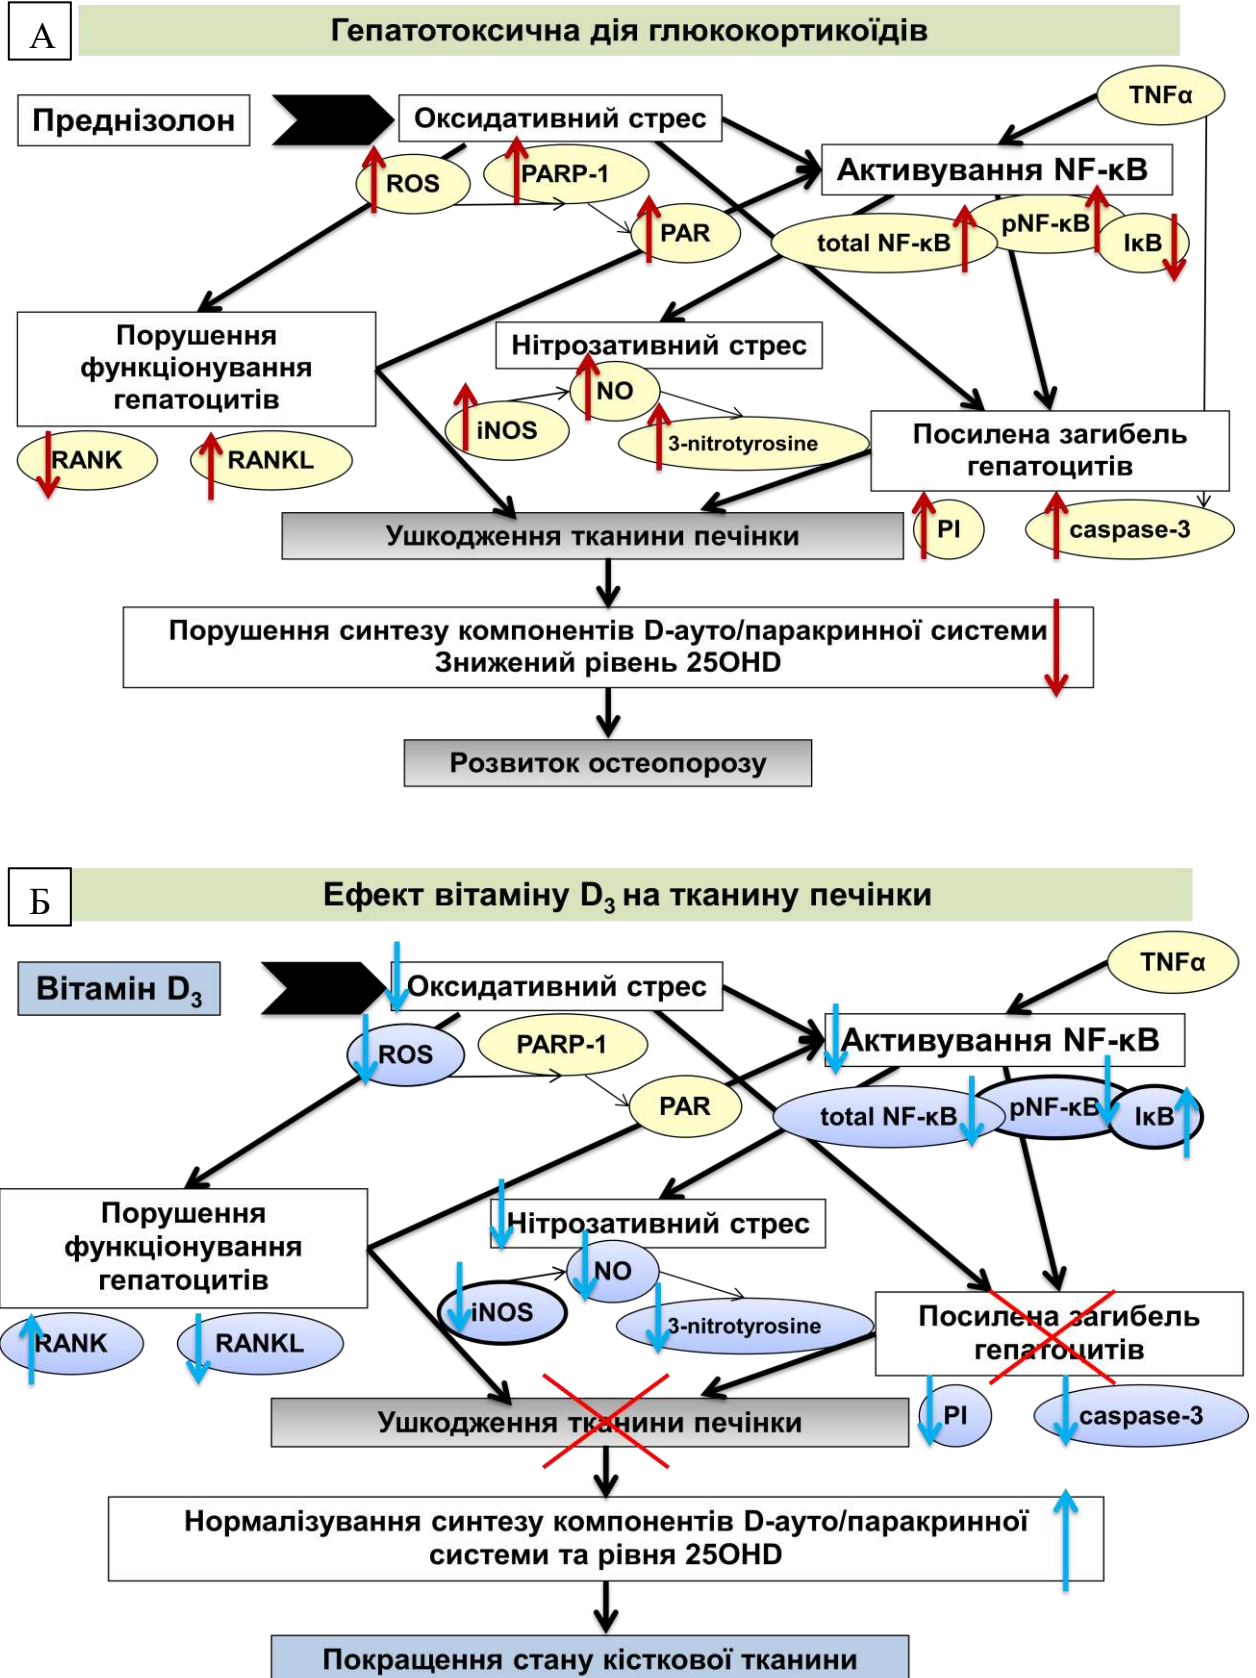 А
Гепатотоксична дія глюкокортикоїдів
Преднізолон
Оксидативний стрес
TNFα
ROS
PARP-1
PAR
Активування NF-κB
total NF-κB
pNF-κB
IκB
Порушення
функціонування
гепатоцитів
Нітрозативний стрес
iNOS
NO
3-nitrotyrosine
RANK
RANKL
Посилена загибель
гепатоцитів
PI
caspase-3
Ушкодження тканини печінки
Порушення синтезу компонентів D-ауто/паракринної системи
Знижений рівень 25OHD
Розвиток остеопорозу
Б
Ефект вітаміну D₃ на тканину печінки
Вітамін D₃
Оксидативний стрес
TNFα
ROS
PARP-1
PAR
Активування NF-κB
total NF-κB
pNF-κB
IκB
Порушення
функціонування
гепатоцитів
Нітрозативний стрес
iNOS
NO
3-nitrotyrosine
RANK
RANKL
Посилена загибель
гепатоцитів
PI
caspase-3
Ушкодження тканини печінки
Нормалізування синтезу компонентів D-ауто/паракринної
системи та рівня 25OHD
Покращення стану кісткової тканини